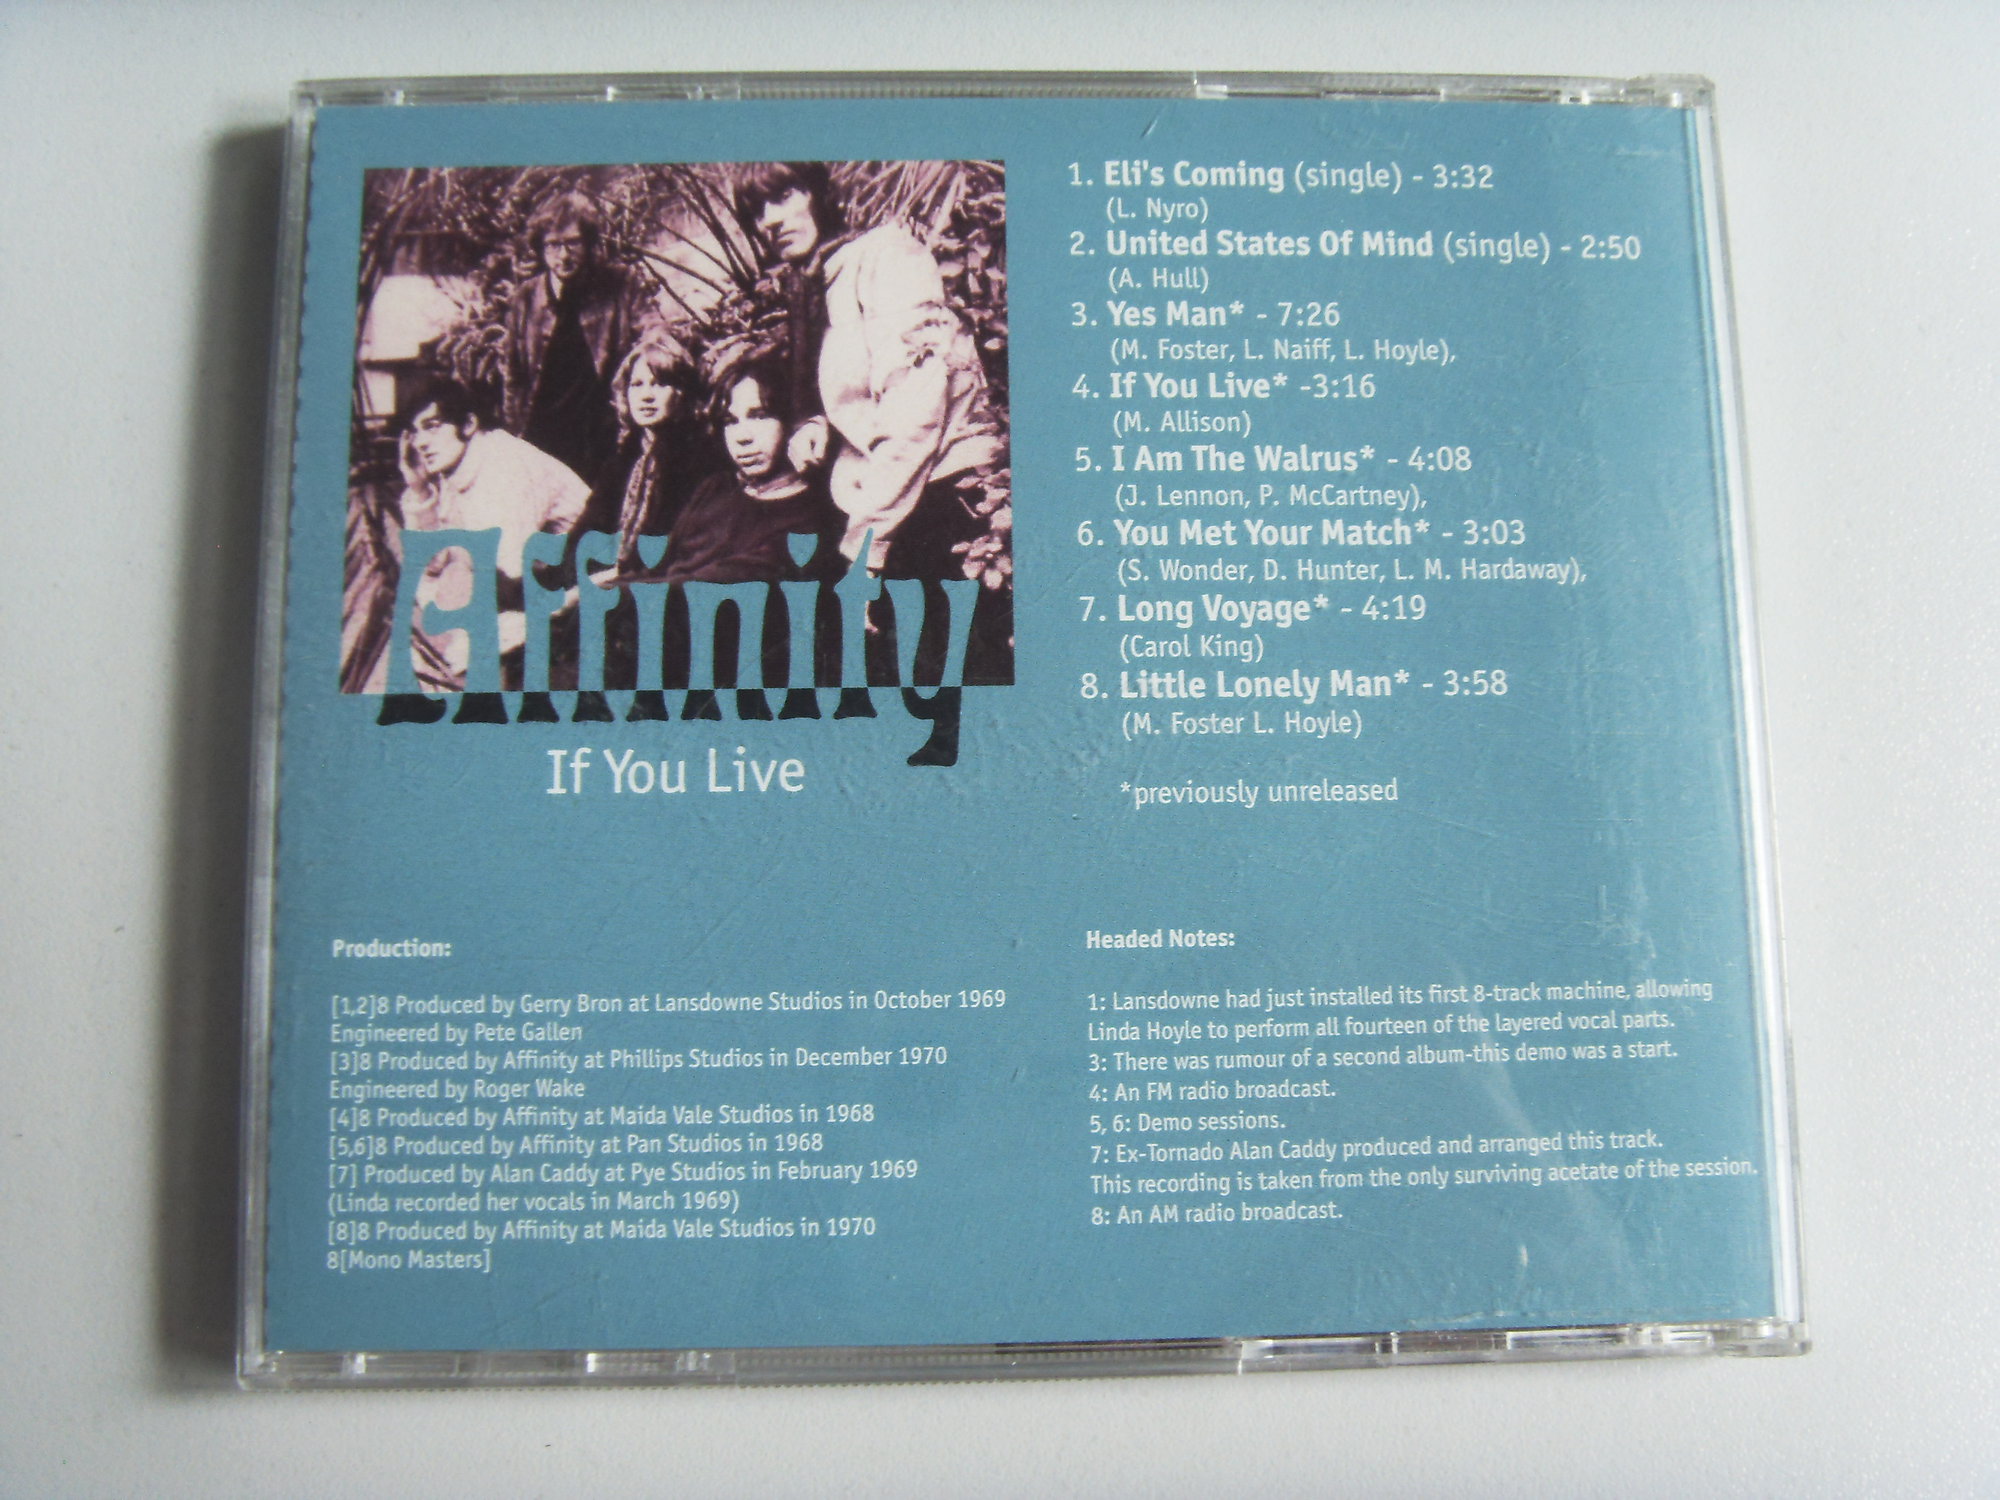 Affinity
If You Live
1. Eli's Coming (single) - 3:32
(L. Nyro)
2. United States Of Mind (single) - 2:50
(A. Hull)
3. Yes Man* - 7:26
(M. Foster, L. Naiff, L. Hoyle),
4. If You Live* -3:16
(M. Allison)
5. I Am The Walrus* - 4:08
(J. Lennon, P. McCartney),
6. You Met Your Match* - 3:03
(S. Wonder, D. Hunter, L. M. Hardaway),
7. Long Voyage* - 4:19
(Carol King)
8. Little Lonely Man* - 3:58
(M. Foster L. Hoyle)
*previously unreleased
Production:
[1,2]8 Produced by Gerry Bron at Lansdowne Studios in October 1969
Engineered by Pete Gallen
[3]8 Produced by Affinity at Phillips Studios in December 1970
Engineered by Roger Wake
[4]8 Produced by Affinity at Maida Vale Studios in 1968
[5,6]8 Produced by Affinity at Pan Studios in 1968
[7] Produced by Alan Caddy at Pye Studios in February 1969
(Linda recorded her vocals in March 1969)
[8]8 Produced by Affinity at Maida Vale Studios in 1970
8[Mono Masters]
Headed Notes:
1: Lansdowne had just installed its first 8-track machine, allowing
Linda Hoyle to perform all fourteen of the layered vocal parts.
3: There was rumour of a second album-this demo was a start.
4: An FM radio broadcast.
5, 6: Demo sessions.
7: Ex-Tornado Alan Caddy produced and arranged this track.
This recording is taken from the only surviving acetate of the session.
8: An AM radio broadcast.